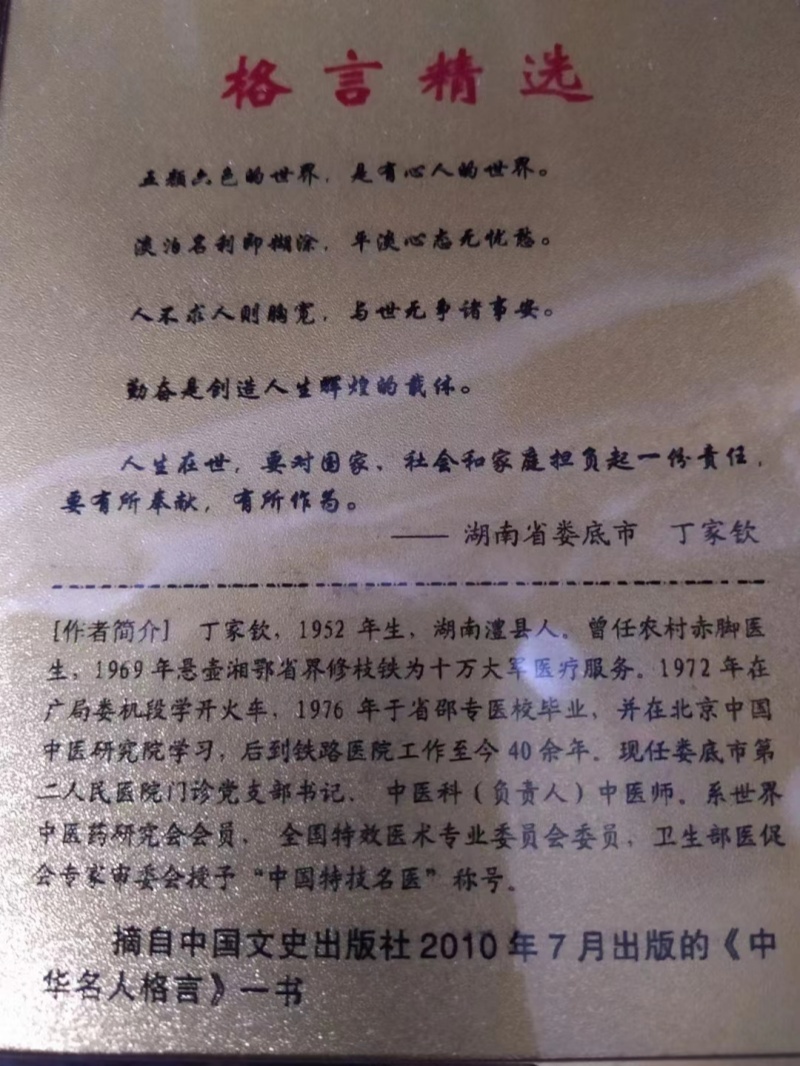 格言精选
五颜六色的世界，是有心人的世界。
淡泊名利即糊涂，平淡心态无忧愁。
人不求人则胸宽，与世无争诸事安。
勤奋是创造人生辉煌的载体。
人生在世，要对国家、社会和家庭担负起一份责任，
要有所奉献，有所作为。
—— 湖南省娄底市 丁家钦
[作者简介] 丁家钦，1952 年生，湖南澧县人。曾任农村赤脚医
生，1969年悬壶湘鄂省界修枝铁为十万大军医疗服务。1972 年在
广局娄机段学开火车，1976 年于省邵专医校毕业，并在北京中国
中医研究院学习，后到铁路医院工作至今 40 余年。现任娄底市第
二人民医院门诊党支部书记， 中医科（负责人）中医师。系世界
中医药研究会会员， 全国特效医术专业委员会委员，卫生部医促
会专家审委会授予“中国特技名医”称号。
摘自中国文史出版社 2010 年 7 月出版的《中
华名人格言》一书